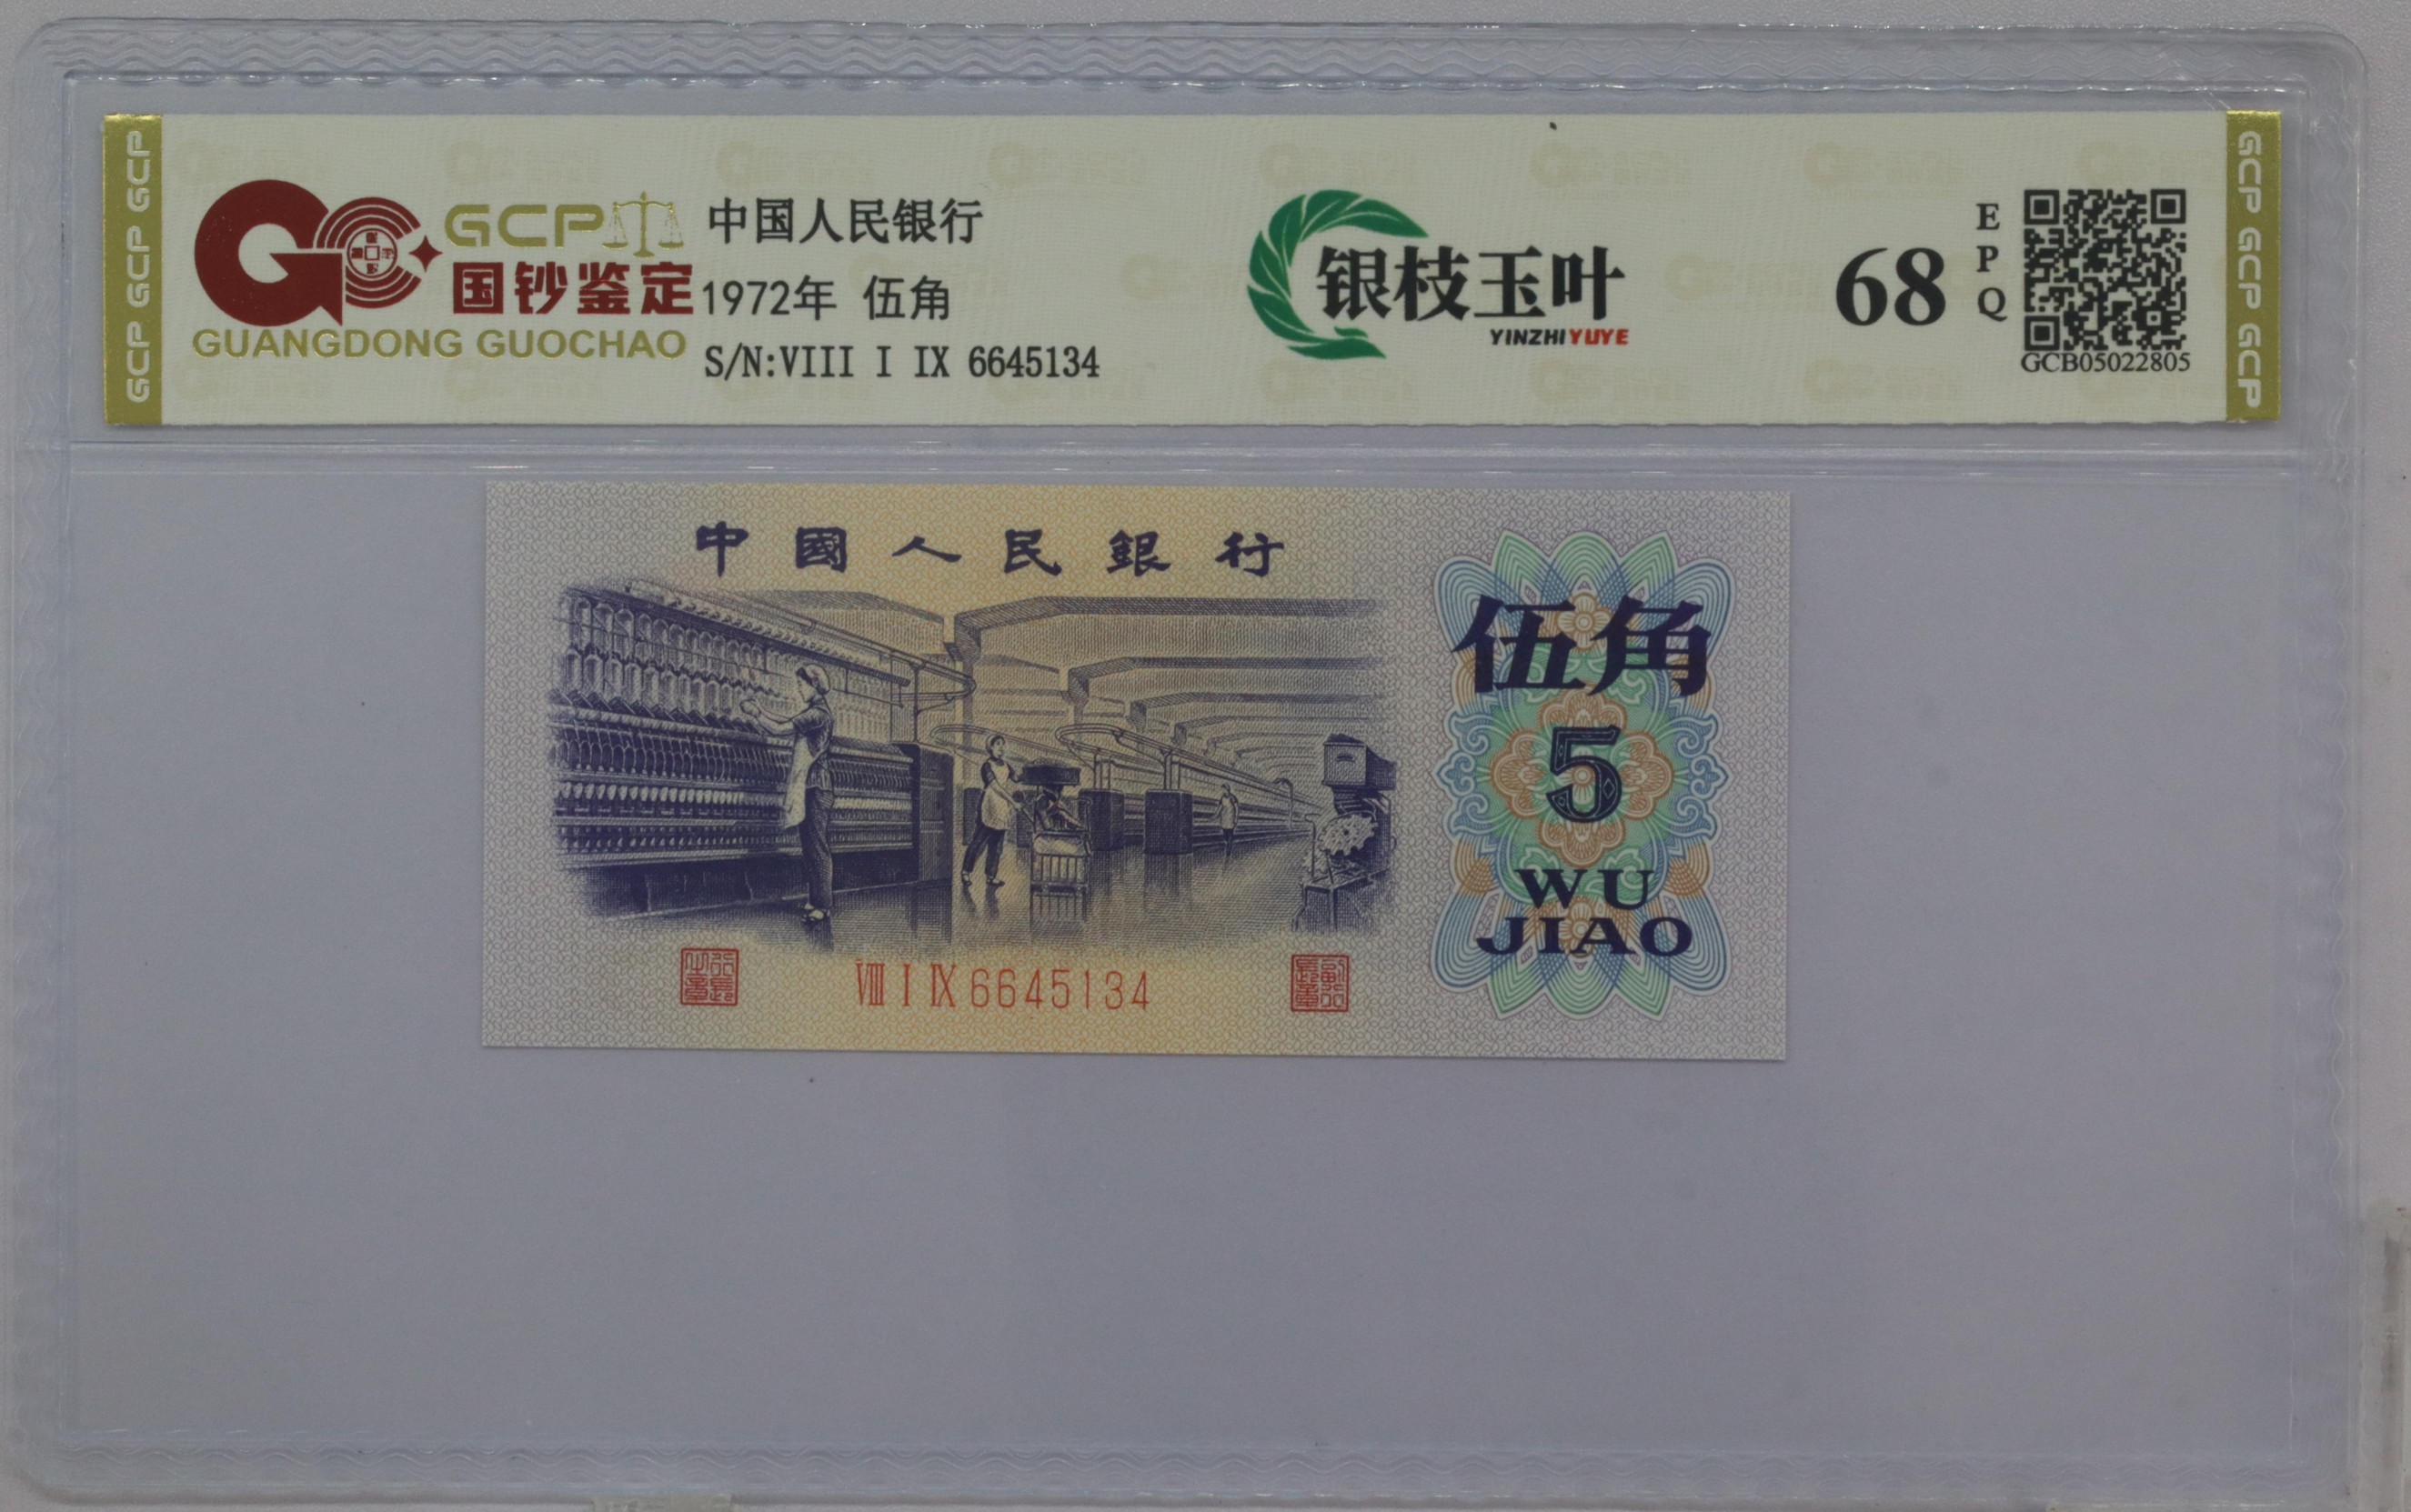 GCP GCP GCP
GCP
国钞鉴定
GUANGDONG GUOCHAO
中国人民银行
1972年 伍角
S/N:VIII I IX 6645134
银枝玉叶
YINZHIYUYE
68
EPQ
GCB05022805
GCP GCP GCP
中國人民銀行
伍角
5
WU
JIAO
VIII I IX 6645134